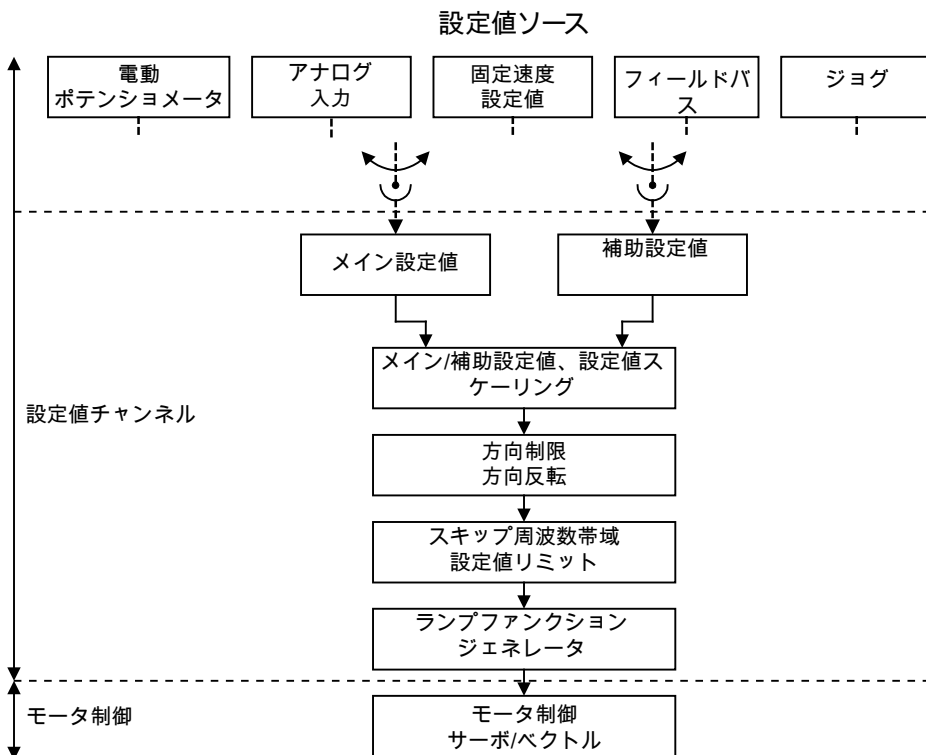 設定値ソース
電動
ポテンショメータ
アナログ
入力
固定速度
設定値
フィールドバ
ス
ジョグ
メイン設定値
補助設定値
メイン/補助設定値、設定値ス
ケーリング
設定値チャンネル
方向制限
方向反転
スキップ周波数帯域
設定値リミット
ランプファンクション
ジェネレータ
モータ制御
モータ制御
サーボ/ベクトル